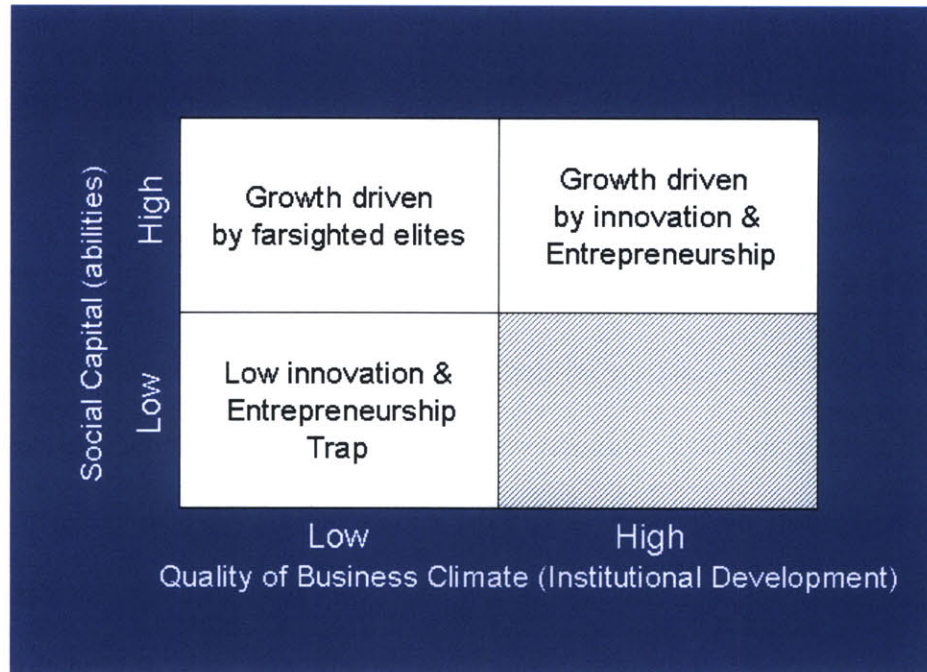 Social Capital (abilities)
High
Low
Growth driven
by farsighted elites
Growth driven
by innovation &
Entrepreneurship
Low innovation &
Entrepreneurship
Trap
Low
High
Quality of Business Climate (Institutional Development)